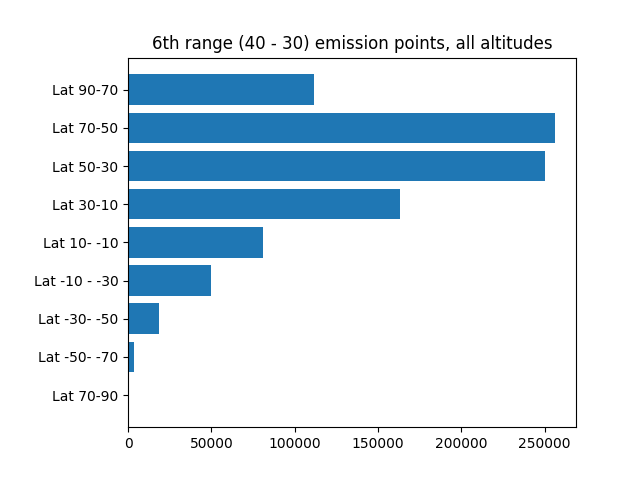 6th range (40 - 30) emission points, all altitudes
Lat 90-70
Lat 70-50
Lat 50-30
Lat 30-10
Lat 10- -10
Lat -10 - -30
Lat -30- -50
Lat -50- -70
Lat 70-90
0 50000 100000 150000 200000 250000